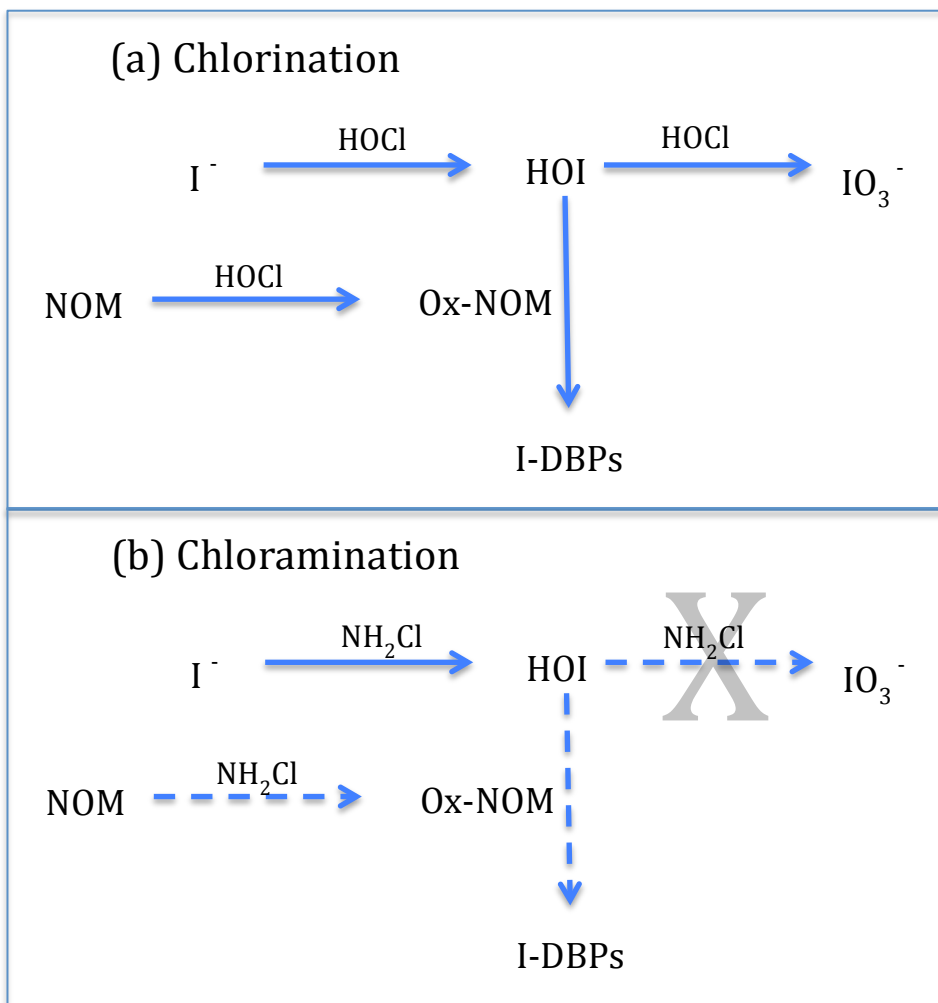 (a) Chlorination
HOCl HOCl
I⁻ HOI IO₃⁻
HOCl
NOM Ox-NOM
I-DBPs
(b) Chloramination
X
NH₂Cl NH₂Cl
I⁻ HOI IO₃⁻
NH₂Cl
NOM Ox-NOM
I-DBPs